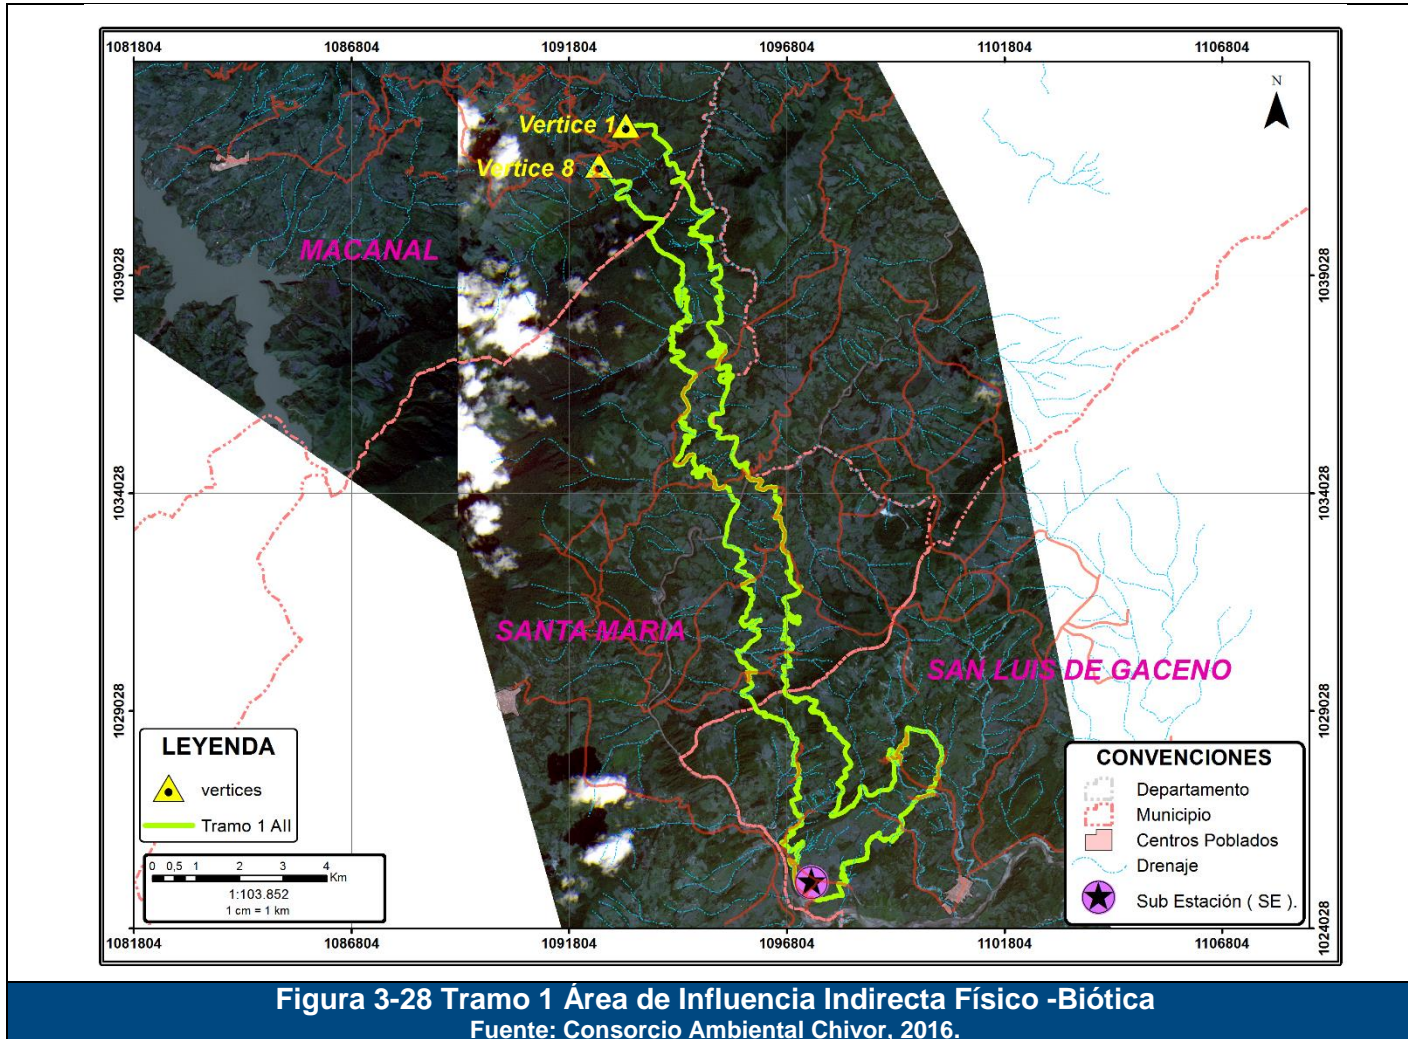 1081804 1086804 1091804 1096804 1101804 1106804
N
Vertice 1
Vertice 8
MACANAL
1039028 1039028
1034028 1034028
SANTA MARIA
SAN LUIS DE GACENO
1029028 1029028
LEYENDA
vertices
Tramo 1 AII
0 0,5 1 2 3 4
Km
1:103.852
1 cm = 1 km
CONVENCIONES
Departamento
Municipio
Centros Poblados
Drenaje
Sub Estación ( SE ).
1024028
1081804 1086804 1091804 1096804 1101804 1106804
Figura 3-28 Tramo 1 Área de Influencia Indirecta Físico -Biótica
Fuente: Consorcio Ambiental Chivor, 2016.